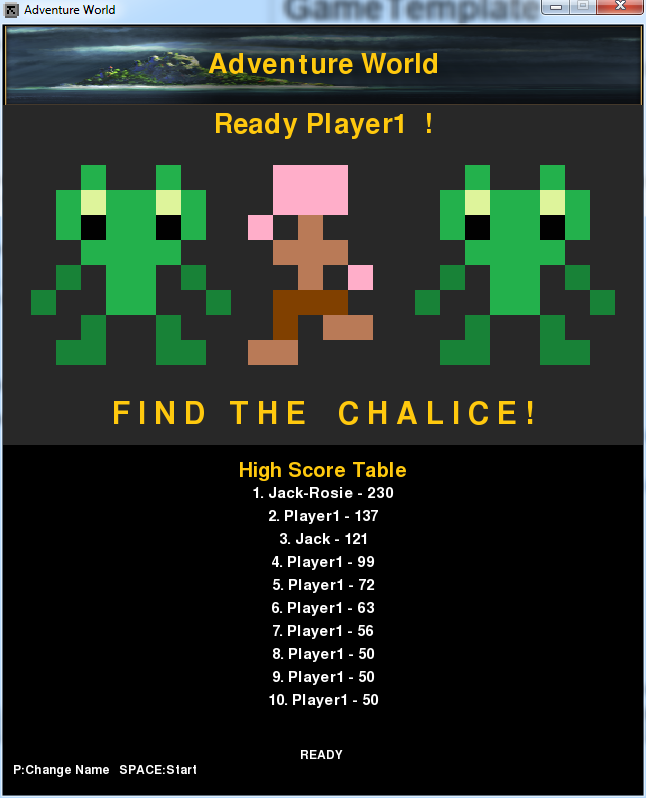 GameTemplate
Adventure World
Adventure World
Ready Player1 !
FIND THE CHALICE!
High Score Table
1. Jack-Rosie - 230
2. Player1 - 137
3. Jack - 121
4. Player1 - 99
5. Player1 - 72
6. Player1 - 63
7. Player1 - 56
8. Player1 - 50
9. Player1 - 50
10. Player1 - 50
READY
P:Change Name SPACE:Start